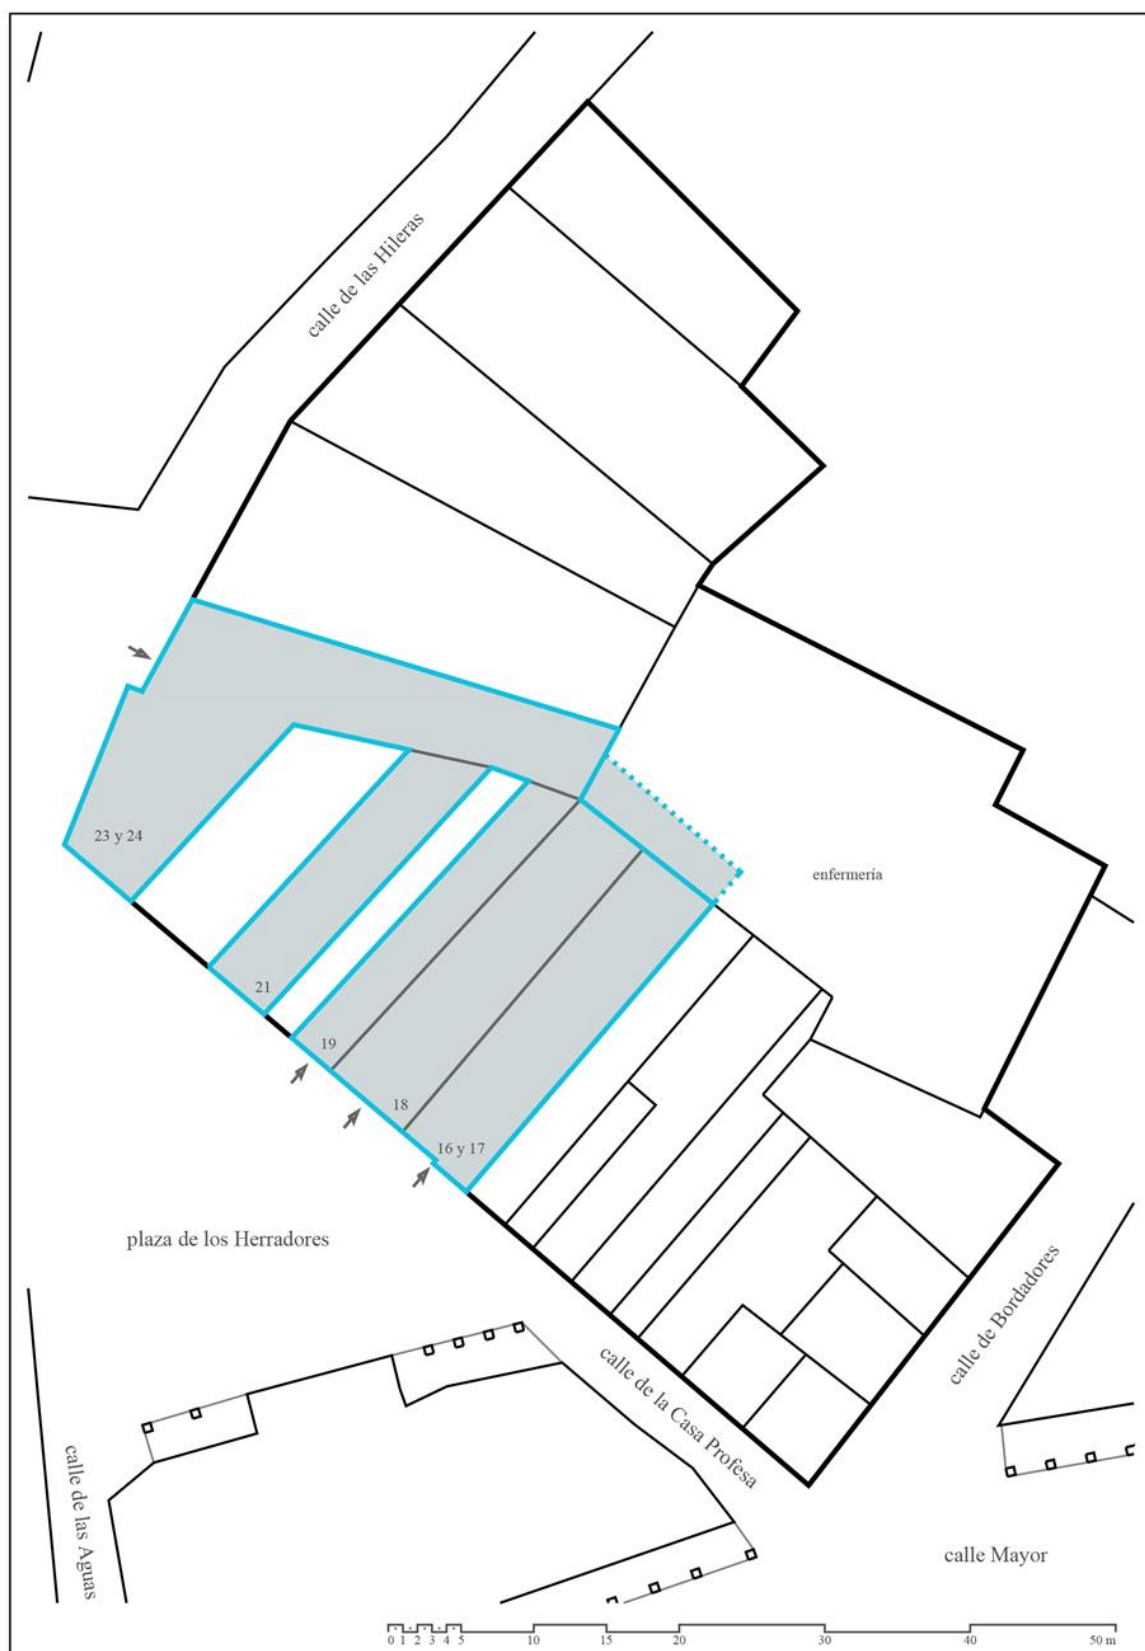 calle de las Hileras
23 y 24
enfermería
21
19
18
16 y 17
plaza de los Herradores
calle de Bordadores
calle de la Casa Profesa
calle de las Aguas
calle Mayor
0 1 2 3 4 5 10 15 20 30 40 50 m